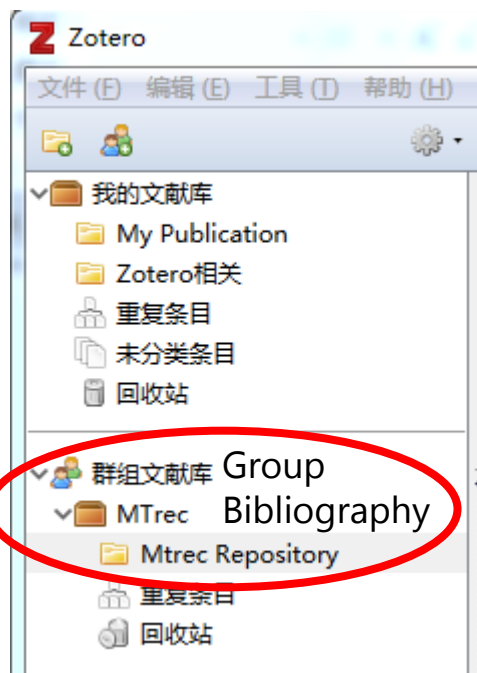 Zotero
文件 (F) 编辑 (E) 工具 (T) 帮助 (H)
我的文献库
My Publication
Zotero相关
重复条目
未分类条目
回收站
群组文献库 Group
MTrec Bibliography
Mtrec Repository
重复条目
回收站